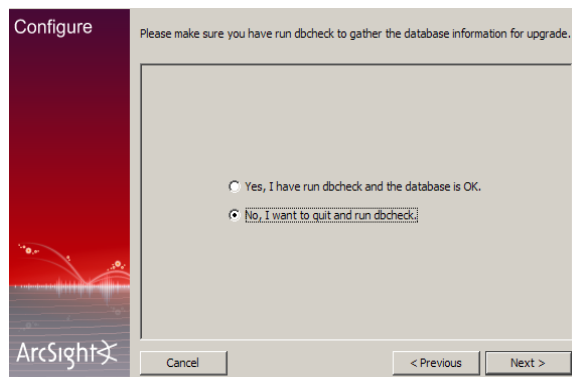 Configure
Please make sure you have run dbcheck to gather the database information for upgrade.
Yes, I have run dbcheck and the database is OK.
No, I want to quit and run dbcheck.
ArcSight
Cancel
< Previous
Next >